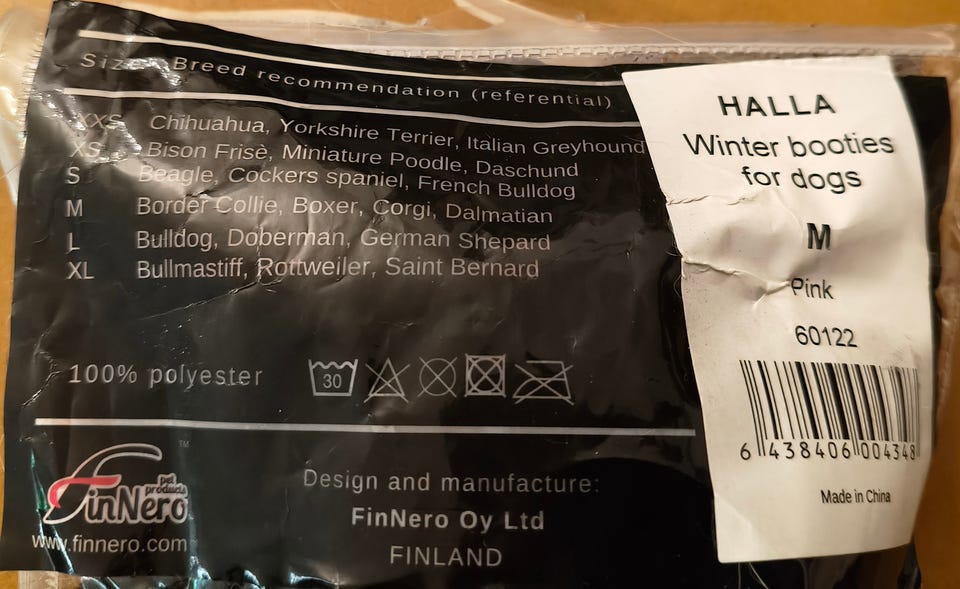 Size Breed recommendation (referential)
XXS Chihuahua, Yorkshire Terrier, Italian Greyhound
XS Bison Frisè, Miniature Poodle, Daschund
S Beagle, Cockers spaniel, French Bulldog
M Border Collie, Boxer, Corgi, Dalmatian
L Bulldog, Doberman, German Shepard
XL Bullmastiff, Rottweiler, Saint Bernard
100% polyester 30
FinNero pet products TM
www.finnero.com
Design and manufacture:
FinNero Oy Ltd
FINLAND
HALLA
Winter booties
for dogs
M
Pink
60122
6 438406 004348
Made in China